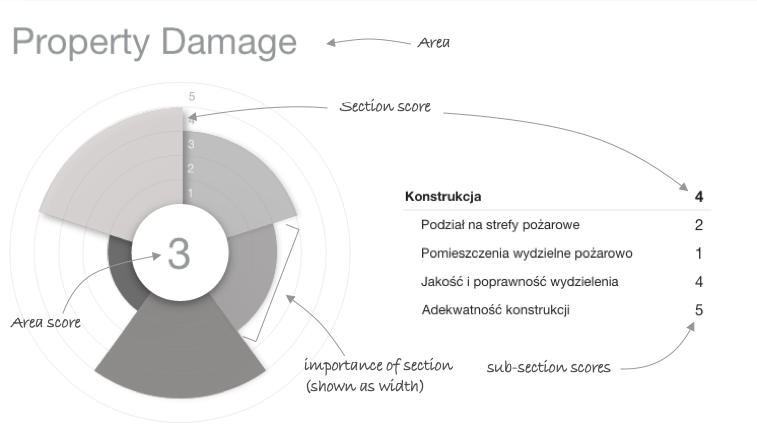 Property Damage
Area
Section score
5
4
3
2
1
3
Area score
importance of section
(shown as width)
Konstrukcja 4
Podział na strefy pożarowe 2
Pomieszczenia wydzielne pożarowo 1
Jakość i poprawność wydzielenia 4
Adekwatność konstrukcji 5
sub-section scores